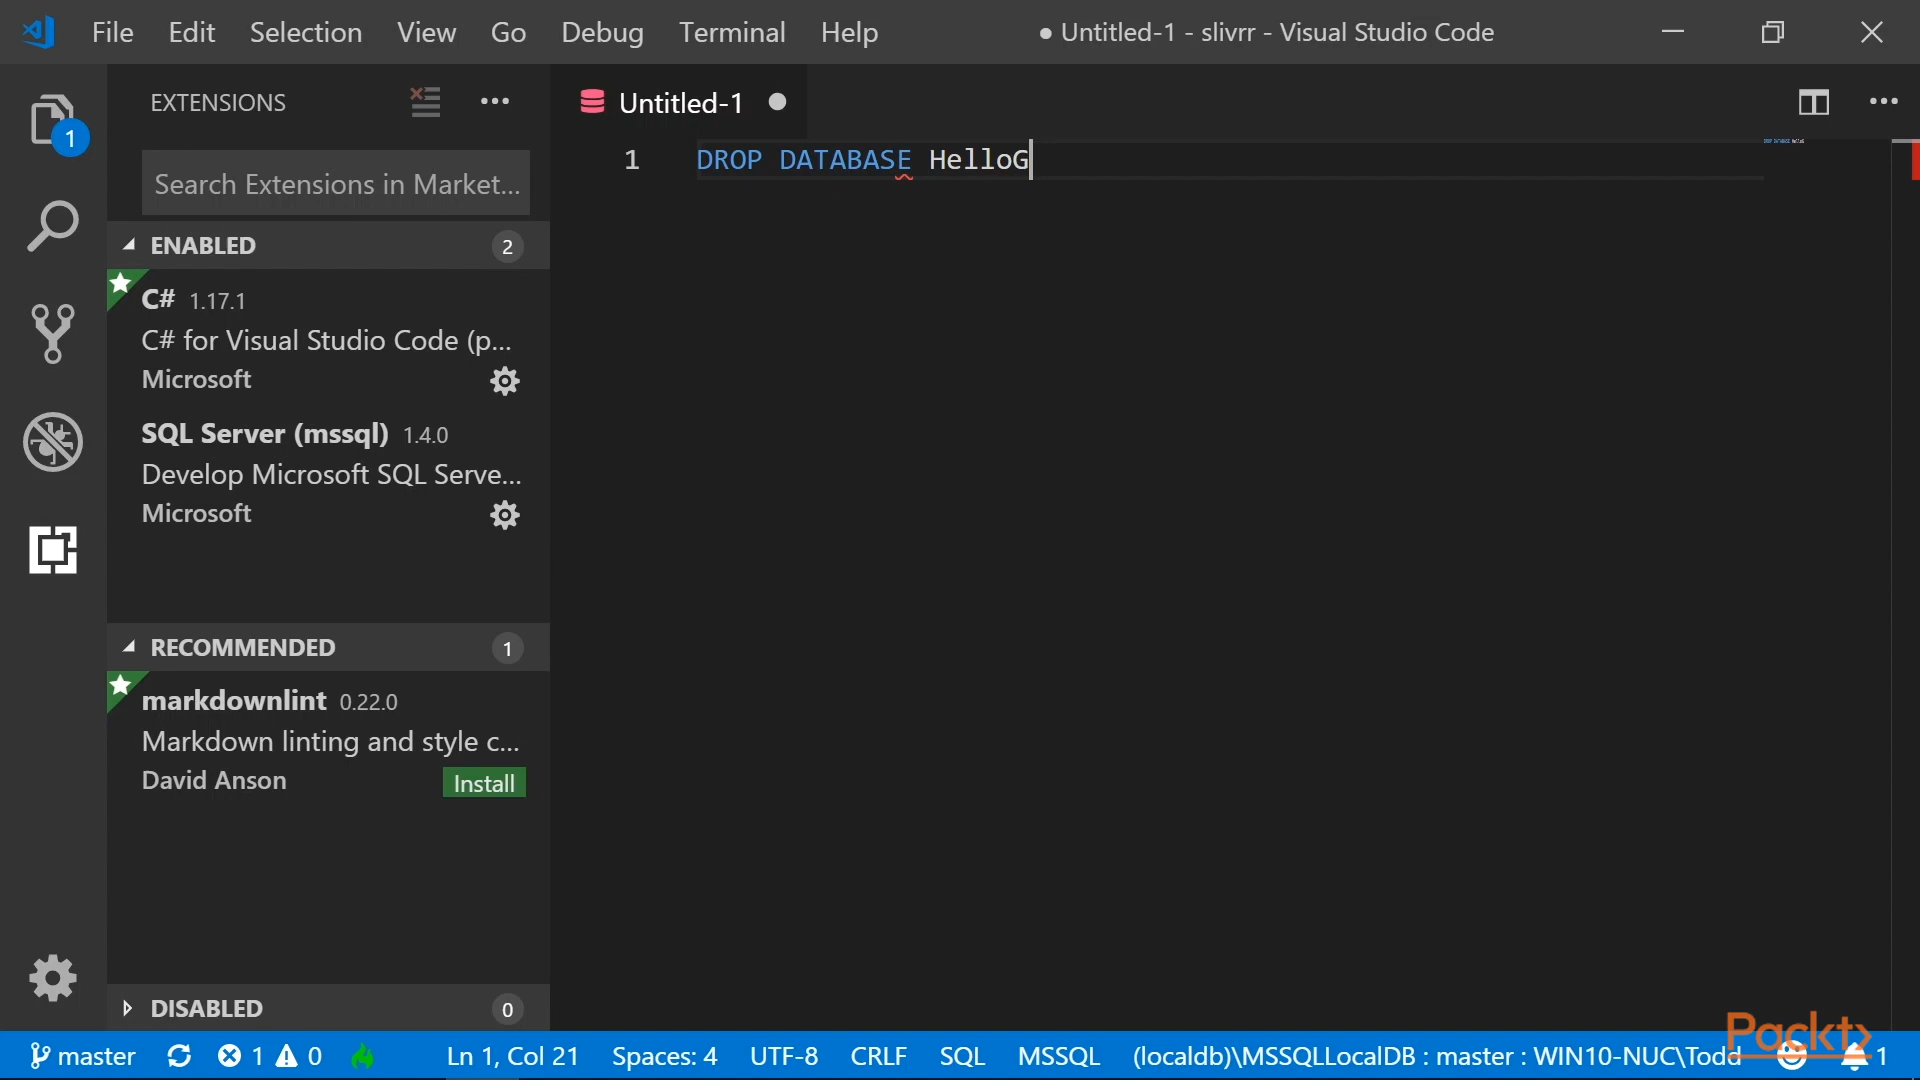 File Edit Selection View Go Debug Terminal Help
● Untitled-1 - slivrr - Visual Studio Code
EXTENSIONS
Untitled-1
1
1 DROP DATABASE HelloG
Search Extensions in Market...
ENABLED 2
C# 1.17.1
C# for Visual Studio Code (p...
Microsoft
SQL Server (mssql) 1.4.0
Develop Microsoft SQL Serve...
Microsoft
RECOMMENDED 1
markdownlint 0.22.0
Markdown linting and style c...
David Anson
Install
DISABLED 0
Packt>
master 1 0 Ln 1, Col 21 Spaces: 4 UTF-8 CRLF SQL MSSQL (localdb)\MSSQLLocalDB : master : WIN10-NUC\Todd 1